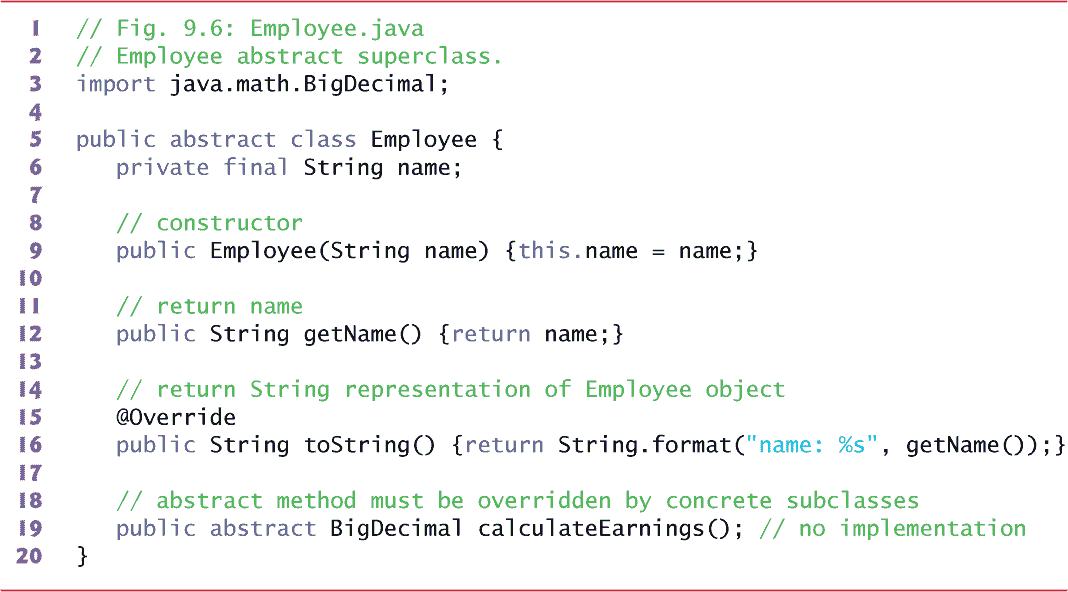 1 // Fig. 9.6: Employee.java
2 // Employee abstract superclass.
3 import java.math.BigDecimal;
4
5 public abstract class Employee {
6    private final String name;
7
8    // constructor
9    public Employee(String name) {this.name = name;}
10
11    // return name
12    public String getName() {return name;}
13
14    // return String representation of Employee object
15    @Override
16    public String toString() {return String.format("name: %s", getName());}
17
18    // abstract method must be overridden by concrete subclasses
19    public abstract BigDecimal calculateEarnings(); // no implementation
20 }